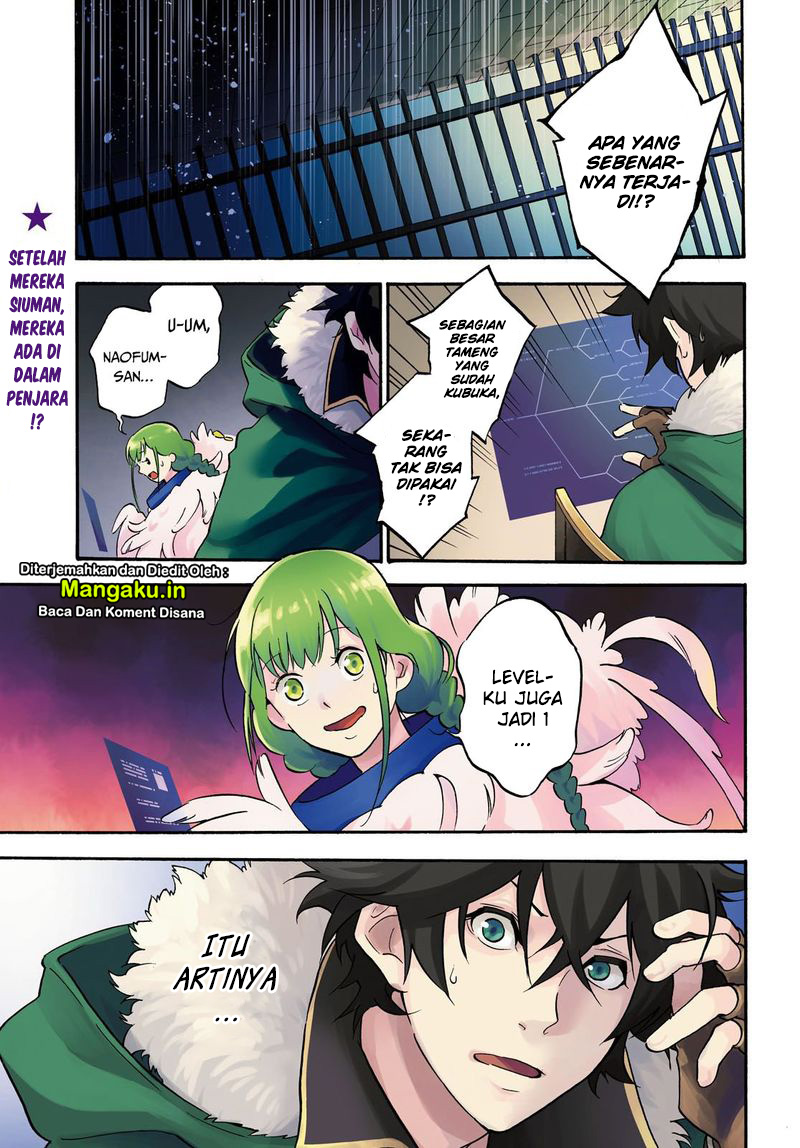 APA YANG
SEBENAR-
NYA TERJA-
DI!?
SETELAH
MEREKA
SIUMAN,
MEREKA
ADA DI
DALAM
PENJARA
!?
SEBAGIAN
BESAR
TAMENG
YANG
SUDAH
KUBUKA,
SEKA-
RANG
TAK BISA
DIPAKAI
!?
U-UM,
NAOFUM-
SAN...
Diterjemahkan dan Diedit Oleh :
Mangaku.in
Baca Dan Koment Disana
LEVEL-
KU JUGA
JADI 1
...
ITU
ARTINYA
...